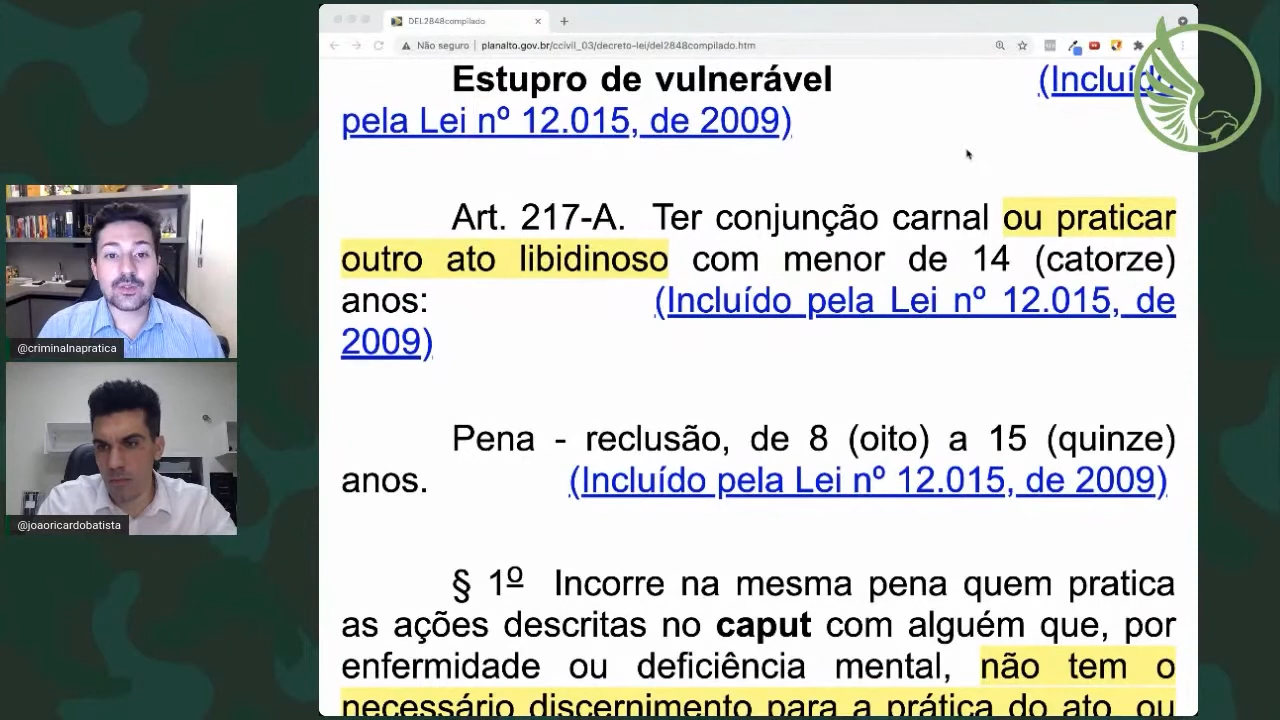 DEL2848compilado
Não seguro | planalto.gov.br/ccivil_03/decreto-lei/del2848compilado.htm
Estupro de vulnerável (Incluído
pela Lei nº 12.015, de 2009)
Art. 217-A. Ter conjunção carnal ou praticar
outro ato libidinoso com menor de 14 (catorze)
anos: (Incluído pela Lei nº 12.015, de
2009)
Pena - reclusão, de 8 (oito) a 15 (quinze)
anos. (Incluído pela Lei nº 12.015, de 2009)
§ 1º Incorre na mesma pena quem pratica
as ações descritas no caput com alguém que, por
enfermidade ou deficiência mental, não tem o
necessário discernimento para a prática do ato, ou
@criminalnapratica
@joaoricardobatista